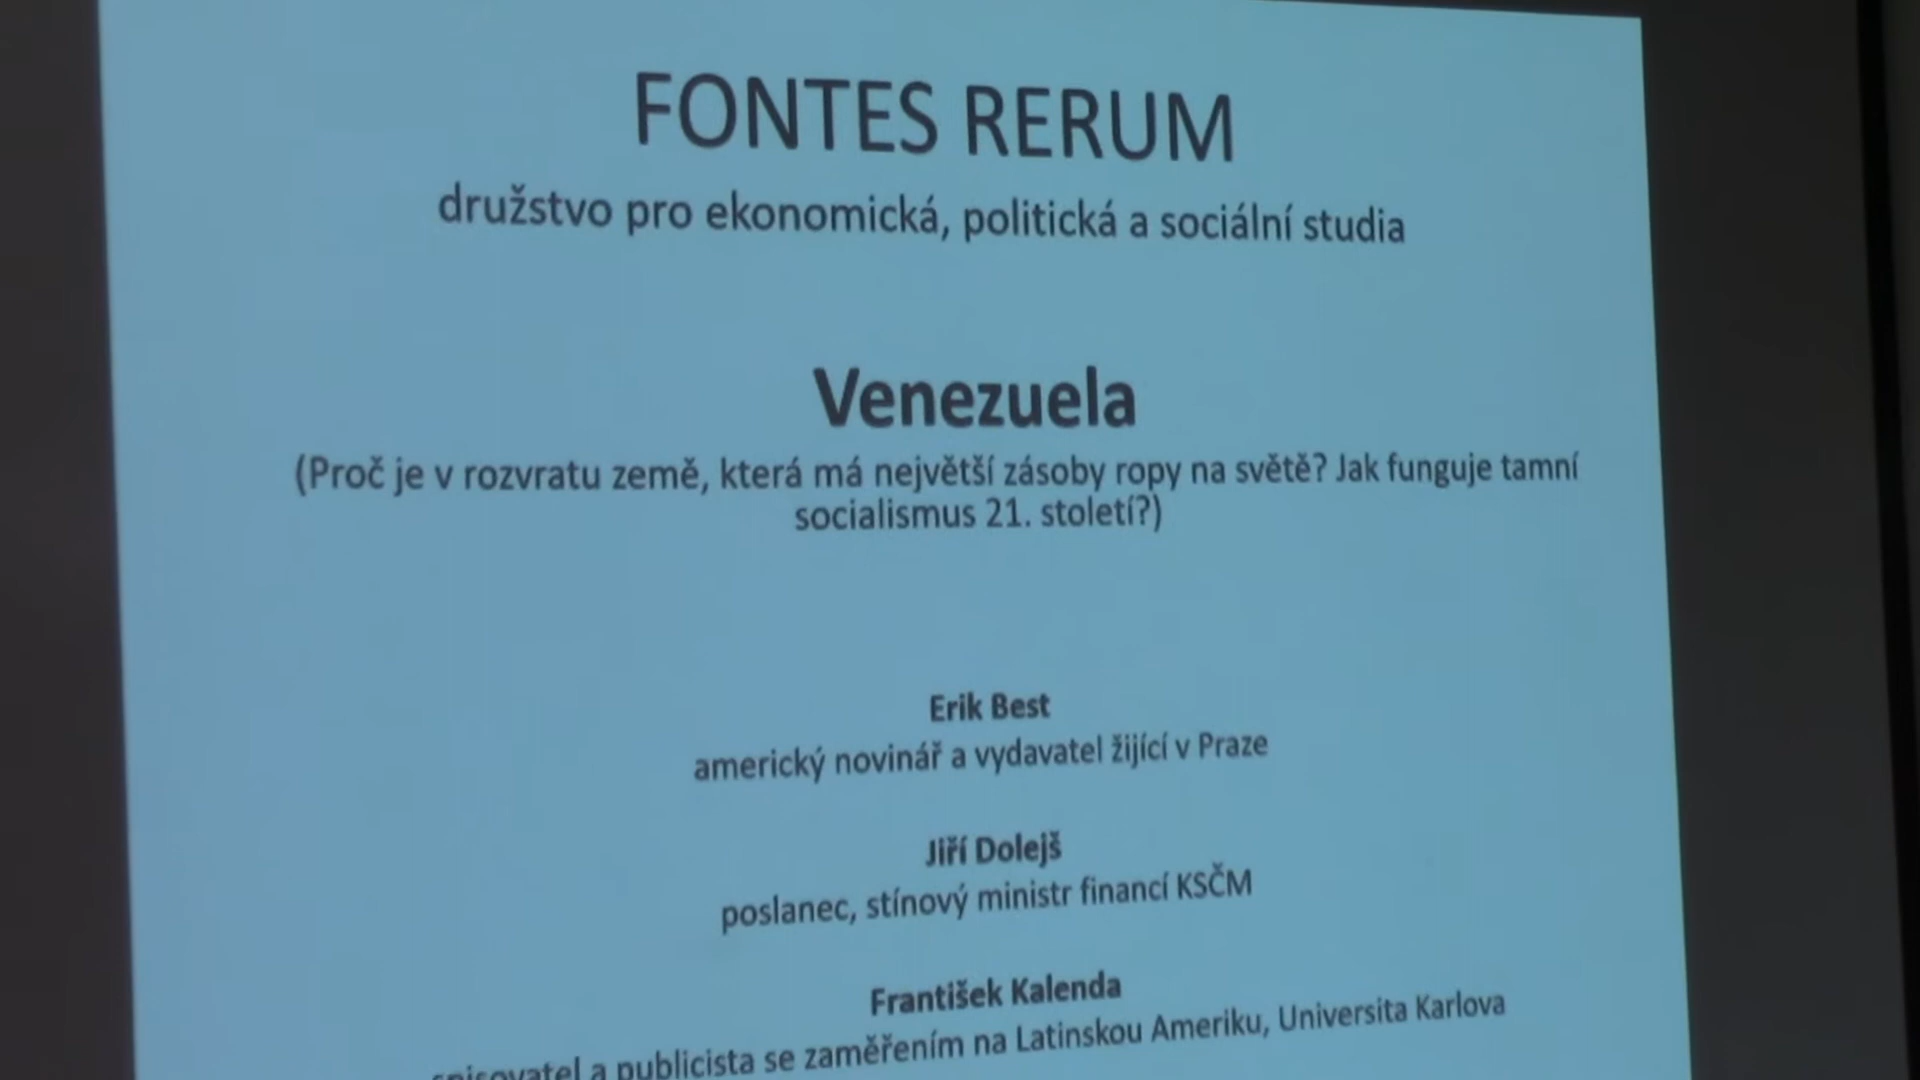 FONTES RERUM
družstvo pro ekonomická, politická a sociální studia
Venezuela
(Proč je v rozvratu země, která má největší zásoby ropy na světě? Jak funguje tamní
socialismus 21. století?)
Erik Best
americký novinář a vydavatel žijící v Praze
Jiří Dolejš
poslanec, stínový ministr financí KSČM
František Kalenda
spisovatel a publicista se zaměřením na Latinskou Ameriku, Universita Karlova